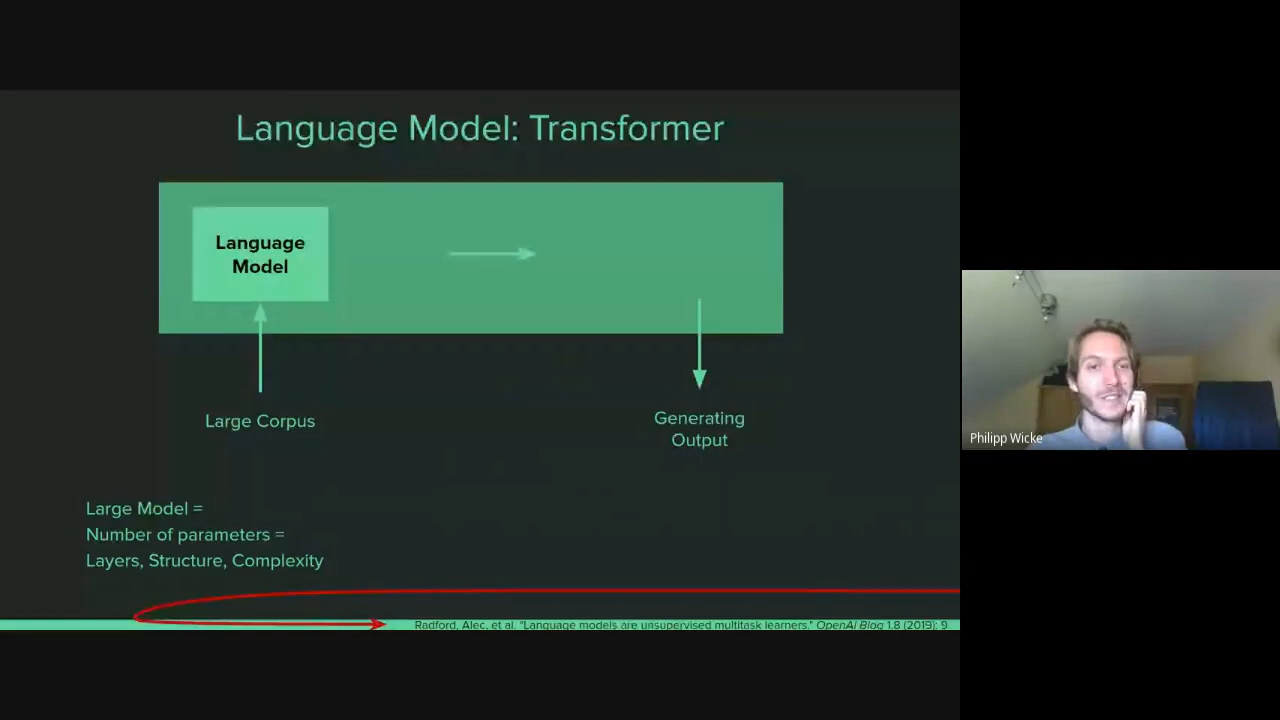 Language Model: Transformer
Language
Model
Large Corpus
Generating
Output
Large Model =
Number of parameters =
Layers, Structure, Complexity
Radford, Alec, et al. "Language models are unsupervised multitask learners." OpenAI Blog 1.8 (2019): 9
Philipp Wicke